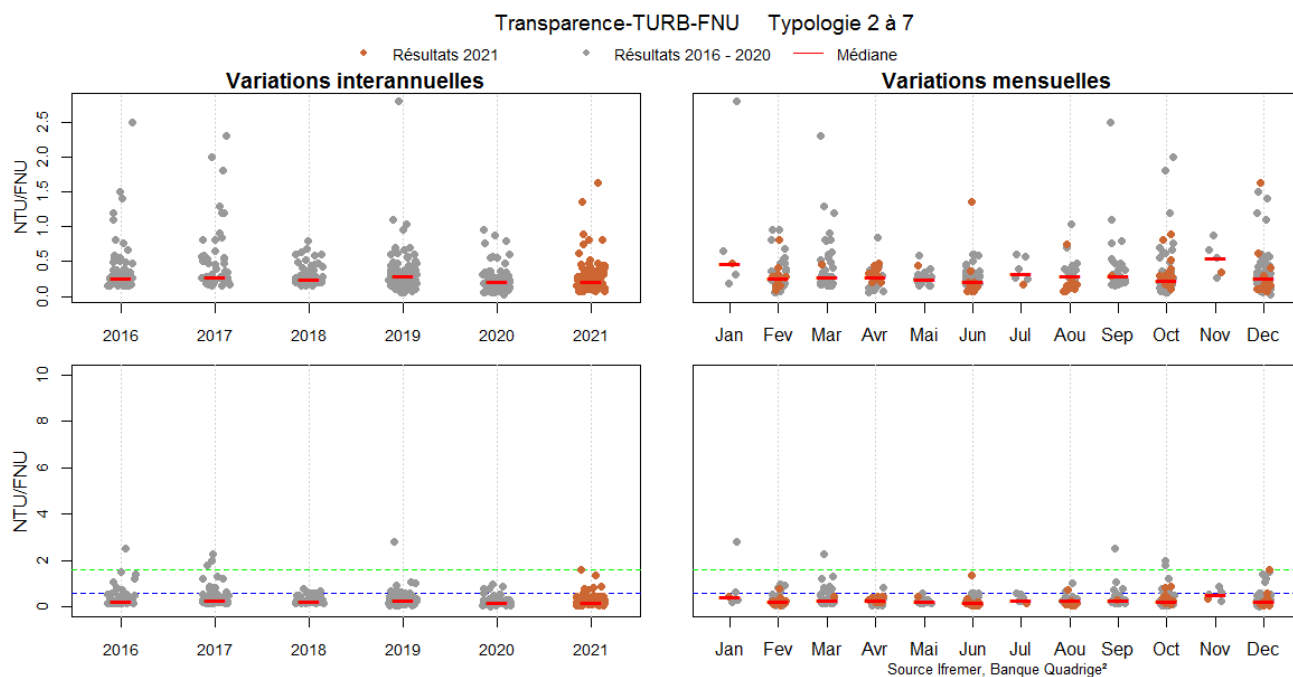 Transparence-TURB-FNU Typologie 2 à 7
Résultats 2021 Résultats 2016 - 2020 Médiane
Variations interannuelles
Variations mensuelles
NTU/FNU
2.5
2.0
1.5
1.0
0.5
0.0
2016 2017 2018 2019 2020 2021
Jan Fev Mar Avr Mai Jun Jul Aou Sep Oct Nov Dec
NTU/FNU
10
8
6
4
2
0
2016 2017 2018 2019 2020 2021
Jan Fev Mar Avr Mai Jun Jul Aou Sep Oct Nov Dec
Source Ifremer, Banque Quadrige²